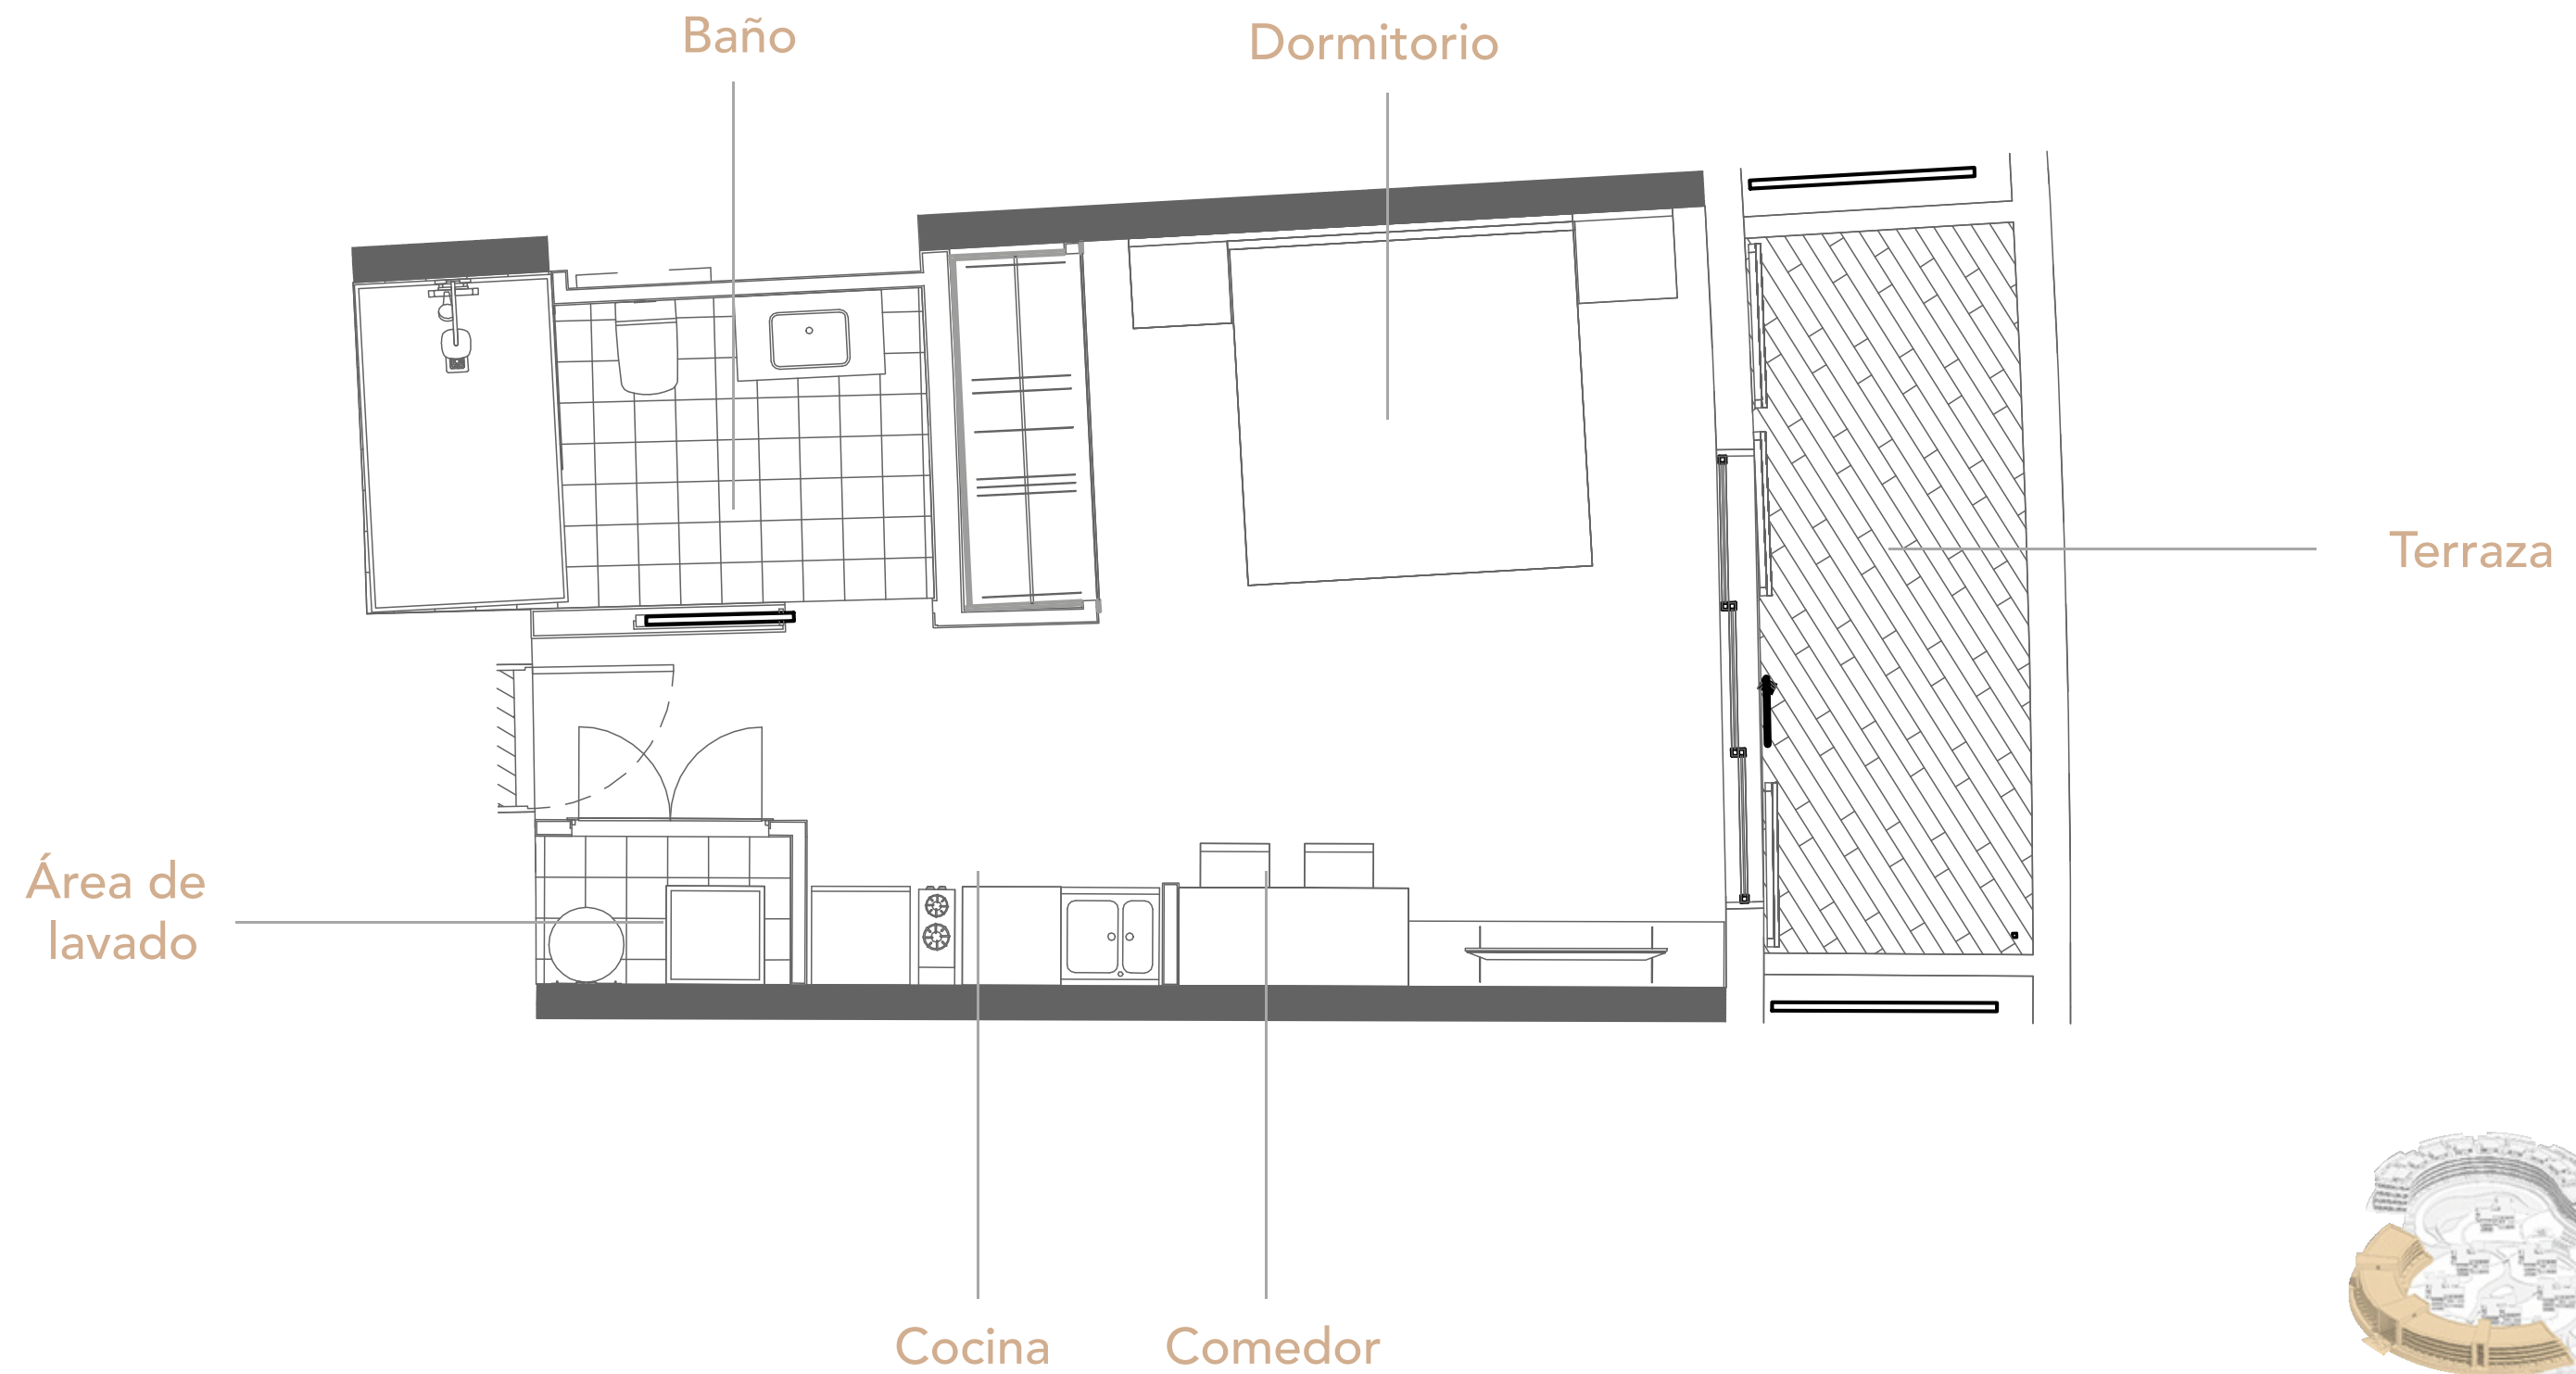 Baño
Dormitorio
Terraza
Área de
lavado
Cocina
Comedor